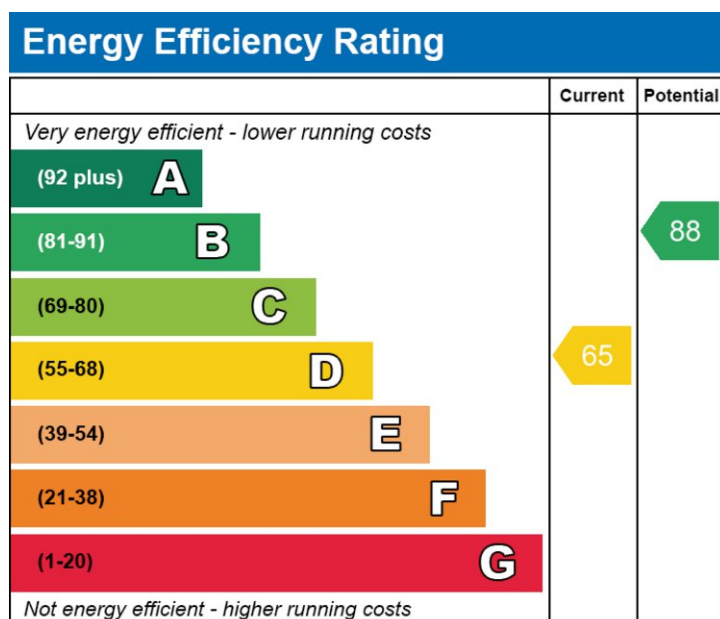 Energy Efficiency Rating
Current Potential
Very energy efficient - lower running costs
(92 plus) A
(81-91) B 88
(69-80) C
(55-68) D 65
(39-54) E
(21-38) F
(1-20) G
Not energy efficient - higher running costs